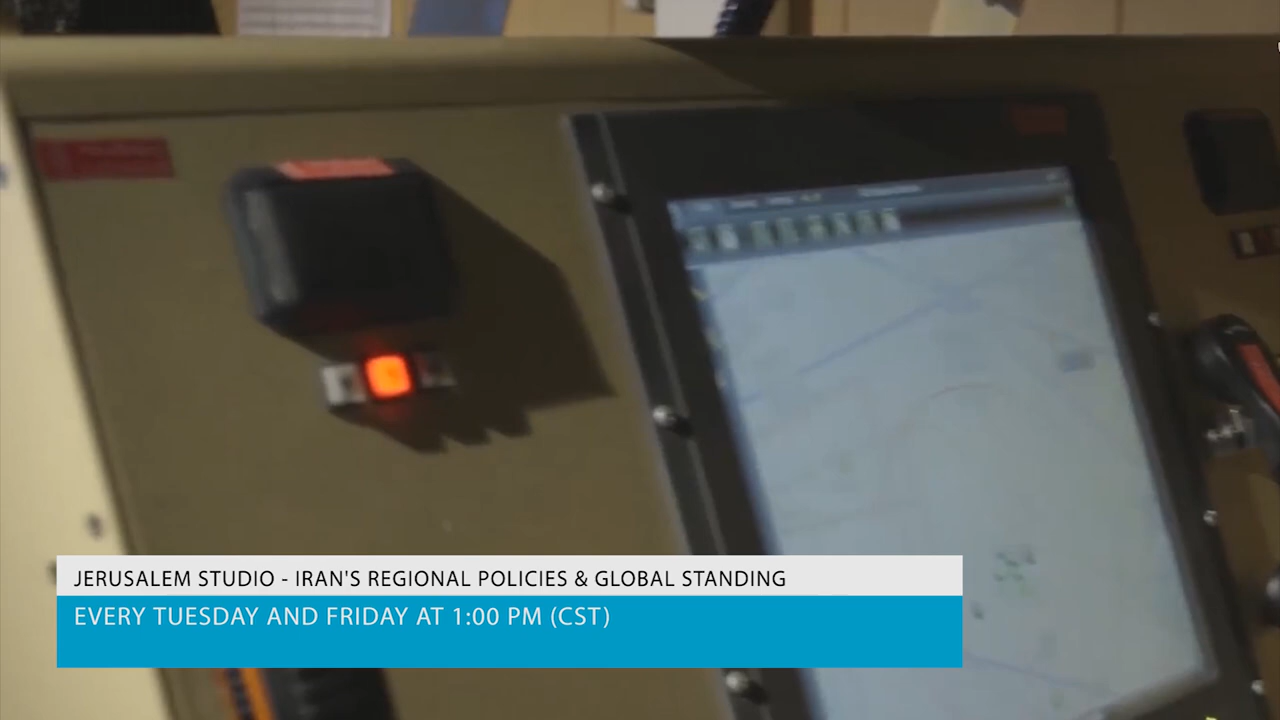 JERUSALEM STUDIO - IRAN'S REGIONAL POLICIES & GLOBAL STANDING
EVERY TUESDAY AND FRIDAY AT 1:00 PM (CST)